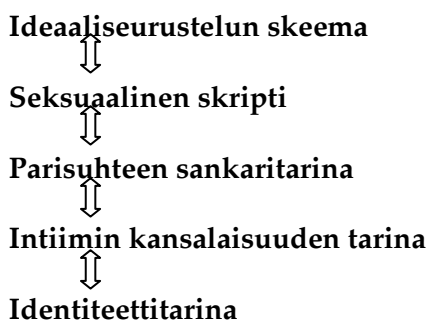 Ideaaliseurustelun skeema
Seksuaalinen skripti
Parisuhteen sankaritarina
Intiimin kansalaisuuden tarina
Identiteettitarina